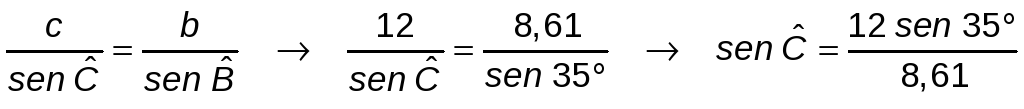 c/sen Ĉ = b/sen B̂ → 12/sen Ĉ = 8,61/sen 35° → sen Ĉ = 12 sen 35°/8,61